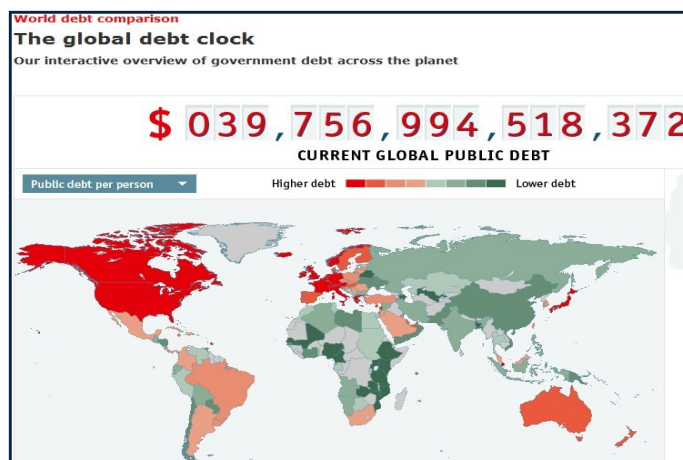 World debt comparison
The global debt clock
Our interactive overview of government debt across the planet
$ 039,756,994,518,372
CURRENT GLOBAL PUBLIC DEBT
Public debt per person Higher debt Lower debt